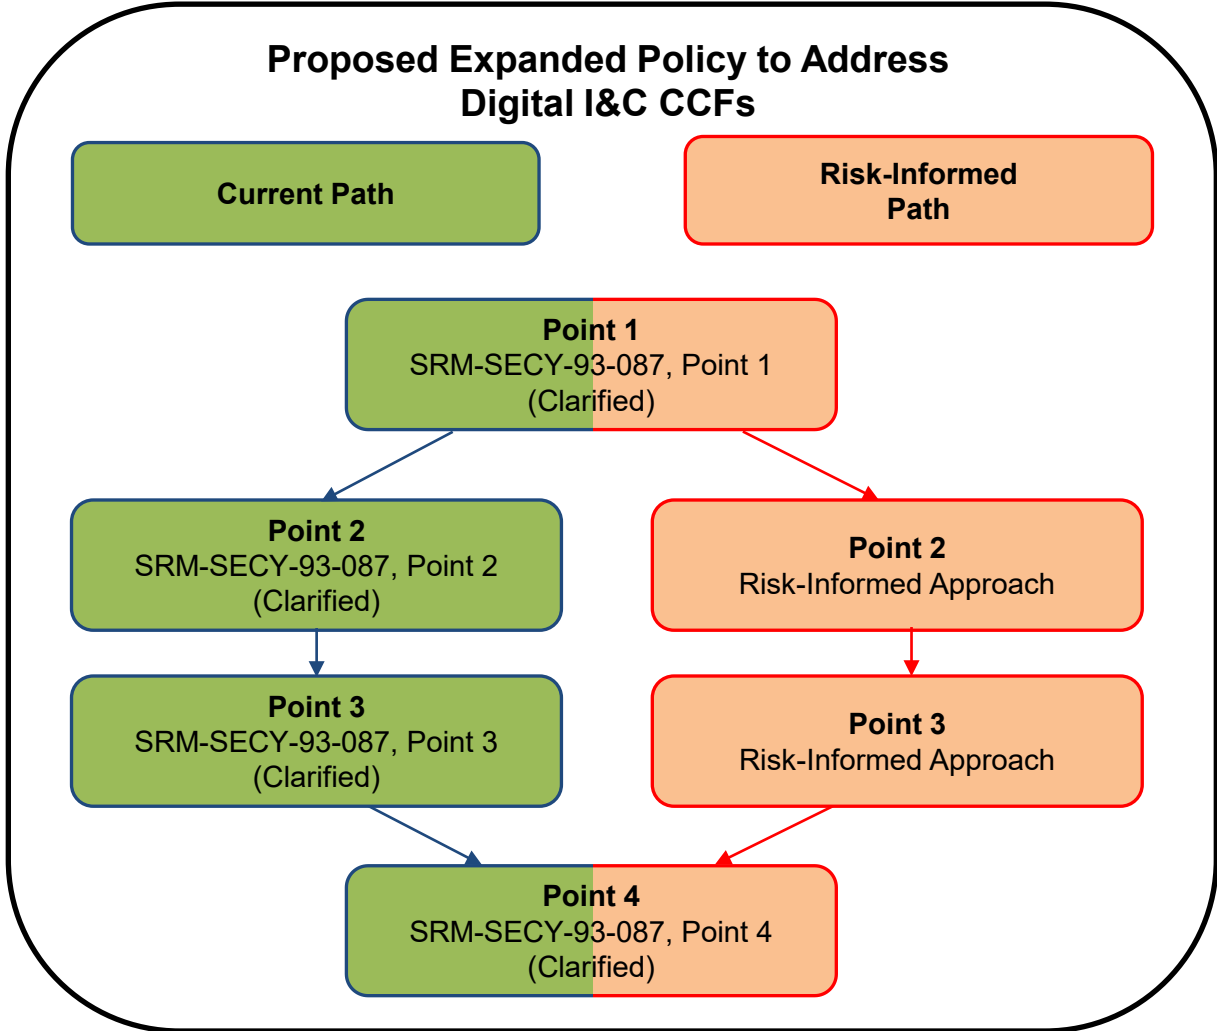 Proposed Expanded Policy to Address
Digital I&C CCFs
Current Path
Risk-Informed
Path
Point 1
SRM-SECY-93-087, Point 1
(Clarified)
Point 2
SRM-SECY-93-087, Point 2
(Clarified)
Point 2
Risk-Informed Approach
Point 3
SRM-SECY-93-087, Point 3
(Clarified)
Point 3
Risk-Informed Approach
Point 4
SRM-SECY-93-087, Point 4
(Clarified)